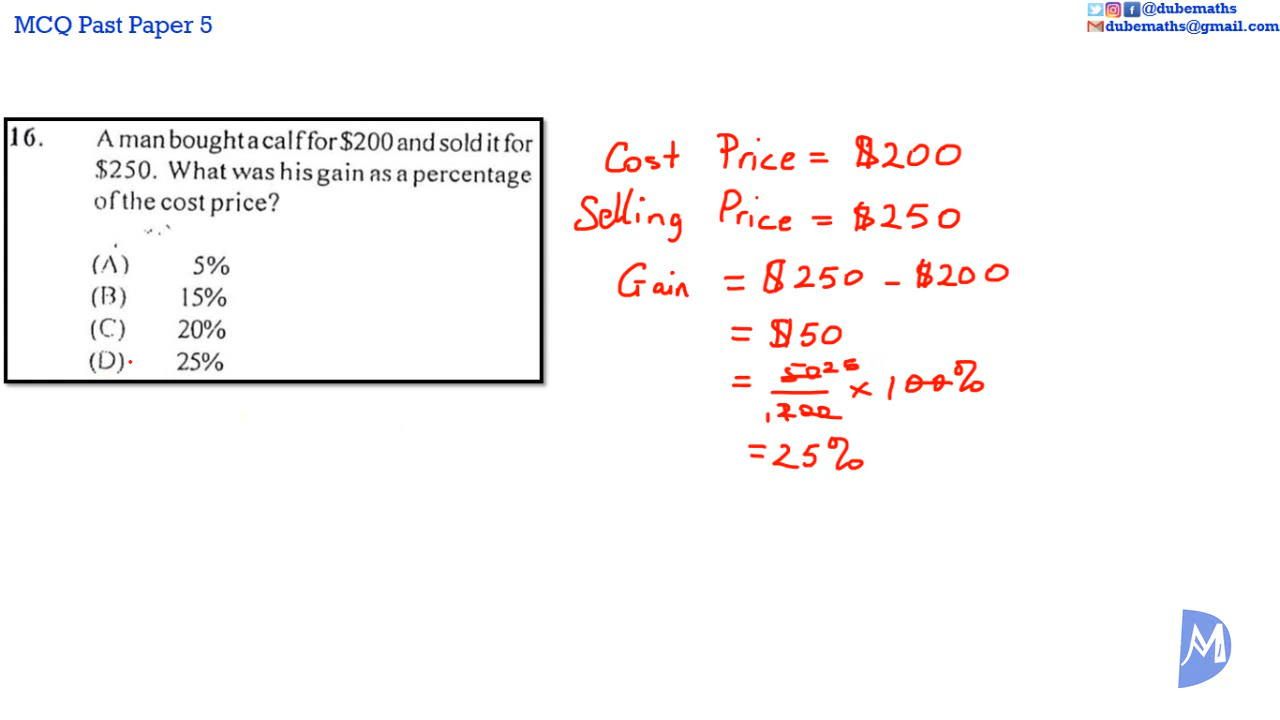 MCQ Past Paper 5
@dubemaths
dubemaths@gmail.com
16. A man bought a calf for $200 and sold it for
$250. What was his gain as a percentage
of the cost price?
(A) 5%
(B) 15%
(C) 20%
(D) 25%
Cost Price = $200
Selling Price = $250
Gain = $250 - $200
= $50
= 50 25
/ 1 200 × 100%
= 25%
M